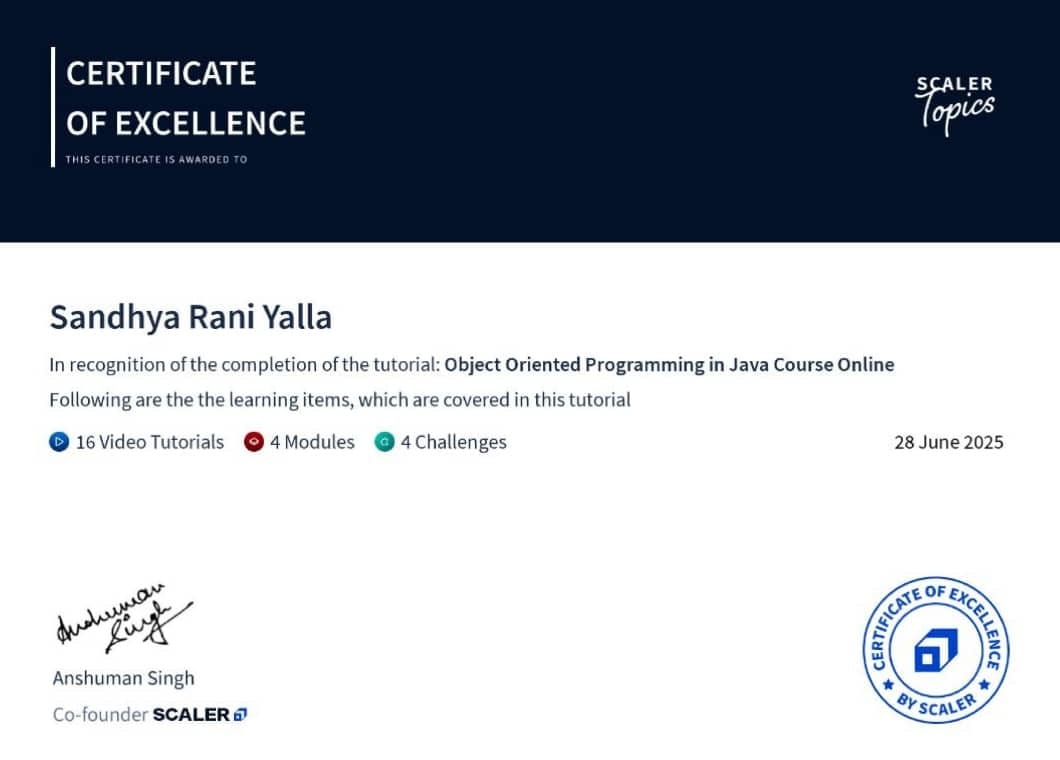 CERTIFICATE
OF EXCELLENCE
THIS CERTIFICATE IS AWARDED TO
SCALER
Topics
Sandhya Rani Yalla
In recognition of the completion of the tutorial: Object Oriented Programming in Java Course Online
Following are the the learning items, which are covered in this tutorial
16 Video Tutorials 4 Modules 4 Challenges 28 June 2025
Anshuman
Singh
Anshuman Singh
Co-founder SCALER
CERTIFICATE OF EXCELLENCE
BY SCALER